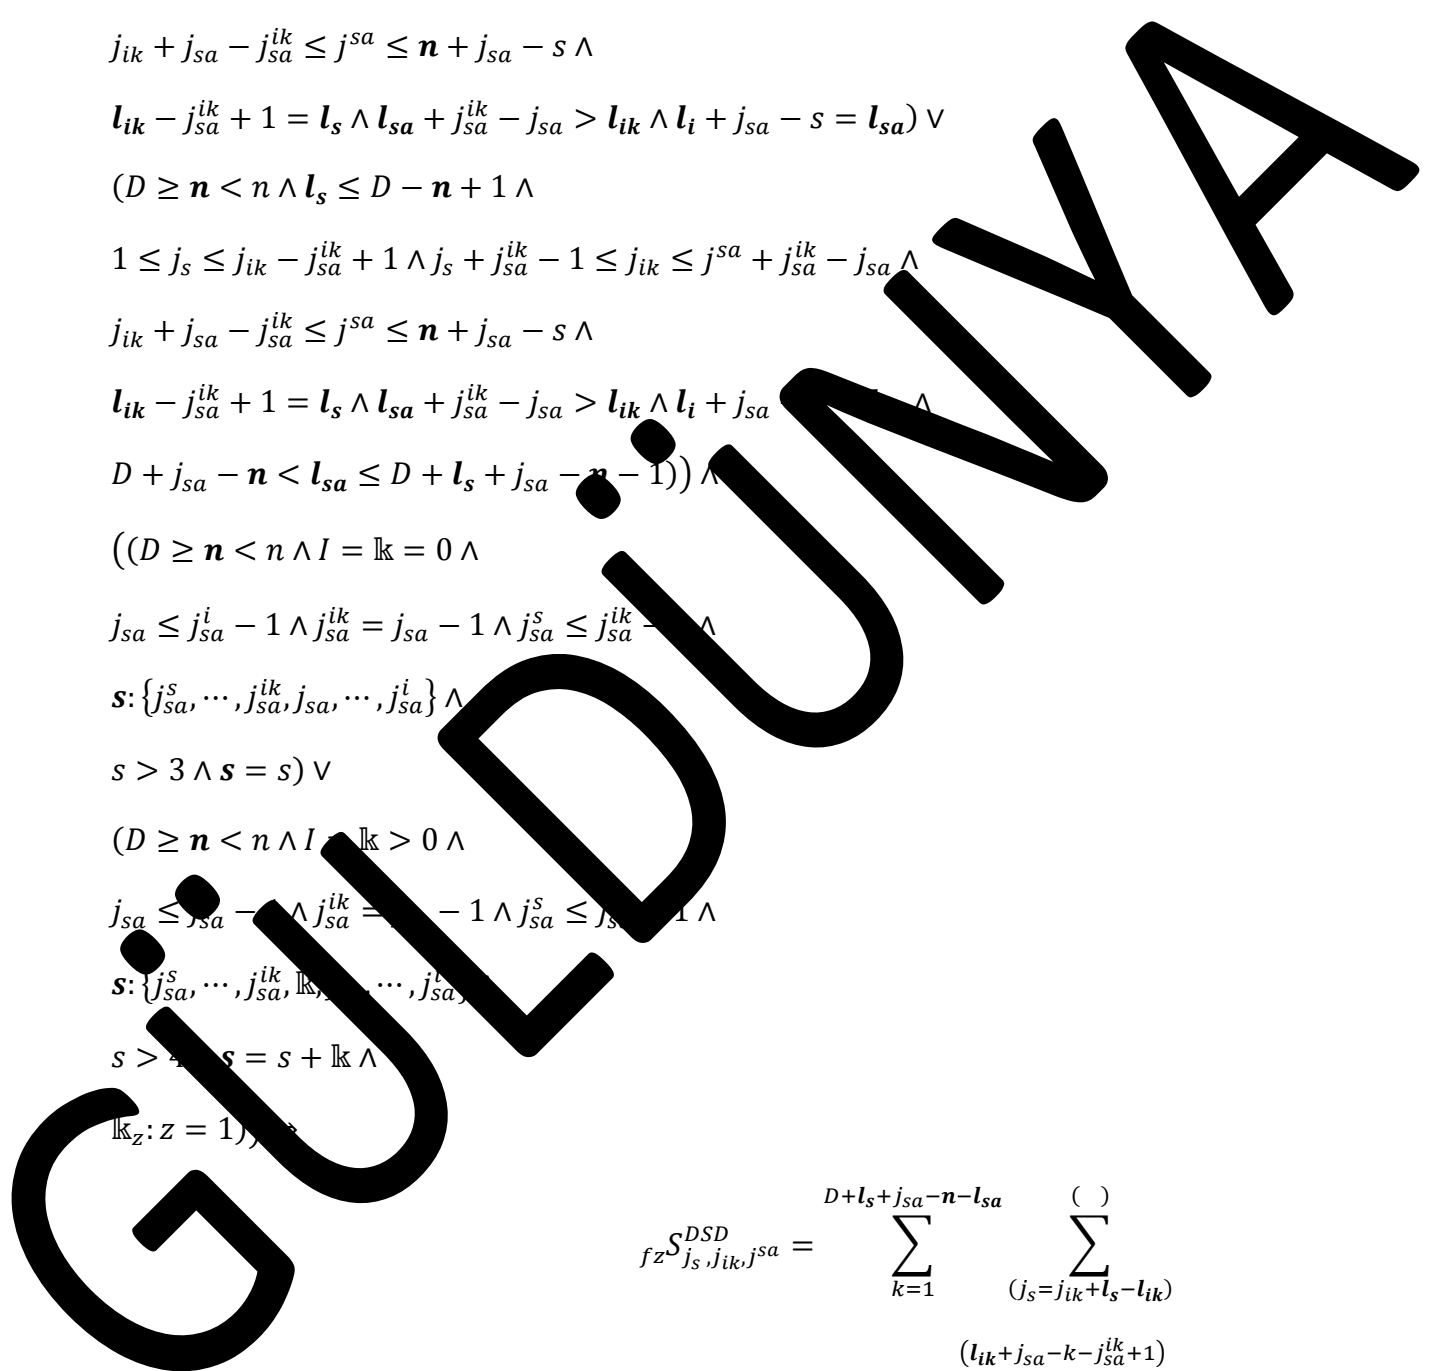 j_{ik} + j_{sa} − j_{sa}^{ik} ≤ j^{sa} ≤ n + j_{sa} − s ∧
l_{ik} − j_{sa}^{ik} + 1 = l_s ∧ l_{sa} + j_{sa}^{ik} − j_{sa} > l_{ik} ∧ l_i + j_{sa} − s = l_{sa}) ∨
(D ≥ n < n ∧ l_s ≤ D − n + 1 ∧
1 ≤ j_s ≤ j_{ik} − j_{sa}^{ik} + 1 ∧ j_s + j_{sa}^{ik} − 1 ≤ j_{ik} ≤ j^{sa} + j_{sa}^{ik} − j_{sa} ∧
j_{ik} + j_{sa} − j_{sa}^{ik} ≤ j^{sa} ≤ n + j_{sa} − s ∧
l_{ik} − j_{sa}^{ik} + 1 = l_s ∧ l_{sa} + j_{sa}^{ik} − j_{sa} > l_{ik} ∧ l_i + j_{sa} ∧
D + j_{sa} − n < l_{sa} ≤ D + l_s + j_{sa} − n − 1)) ∧
((D ≥ n < n ∧ I = 𝕜 = 0 ∧
j_{sa} ≤ j_{sa}^{i} − 1 ∧ j_{sa}^{ik} = j_{sa} − 1 ∧ j_{sa}^{s} ≤ j_{sa}^{ik} − ∧
s: {j_{sa}^{s}, ⋯, j_{sa}^{ik}, j_{sa}, ⋯, j_{sa}^{i}} ∧
s > 3 ∧ s = s) ∨
(D ≥ n < n ∧ I 𝕜 > 0 ∧
j_{sa} ≤ j_{sa} − ∧ j_{sa}^{ik} = − 1 ∧ j_{sa}^{s} ≤ 1 ∧
s: {j_{sa}^{s}, ⋯, j_{sa}^{ik}, 𝕜, , ⋯, j_{sa}
s > s = s + 𝕜 ∧
𝕜_z: z = 1)
_{fz}S_{j_s, j_{ik}, j^{sa}}^{DSD} = \sum_{k=1}^{D+l_s+j_{sa}−n−l_{sa}} \sum_{(j_s=j_{ik}+l_s−l_{ik})}^{( )}
(l_{ik}+j_{sa}−k−j_{sa}^{ik}+1)
GÜLDÜNYA